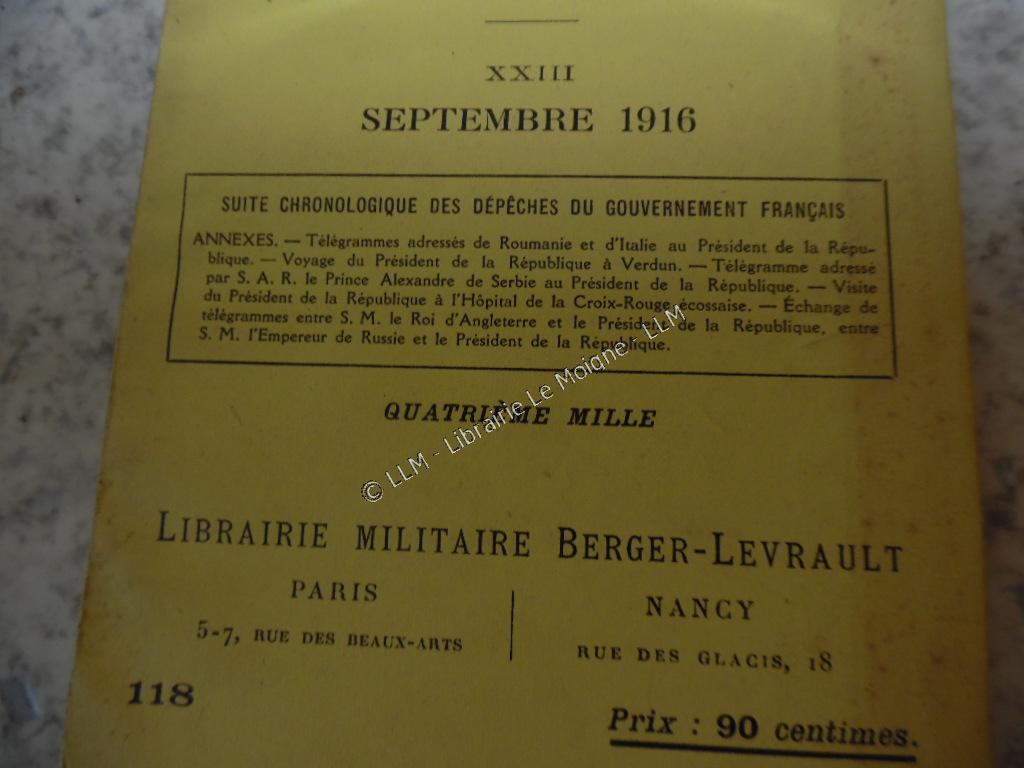 XXIII
SEPTEMBRE 1916
SUITE CHRONOLOGIQUE DES DÉPÊCHES DU GOUVERNEMENT FRANÇAIS
ANNEXES. — Télégrammes adressés de Roumanie et d'Italie au Président de la Répu-
blique. — Voyage du Président de la République à Verdun. — Télégramme adressé
par S. A. R. le Prince Alexandre de Serbie au Président de la République. — Visite
du Président de la République à l'Hôpital de la Croix-Rouge écossaise. — Échange de
télégrammes entre S. M. le Roi d'Angleterre et le Président de la République, entre
S. M. l'Empereur de Russie et le Président de la République.
QUATRIÈME MILLE
© LLM - Librairie Le Moigne - LLM
LIBRAIRIE MILITAIRE BERGER-LEVRAULT
PARIS
5-7, RUE DES BEAUX-ARTS
NANCY
RUE DES GLACIS, 18
118
Prix : 90 centimes.